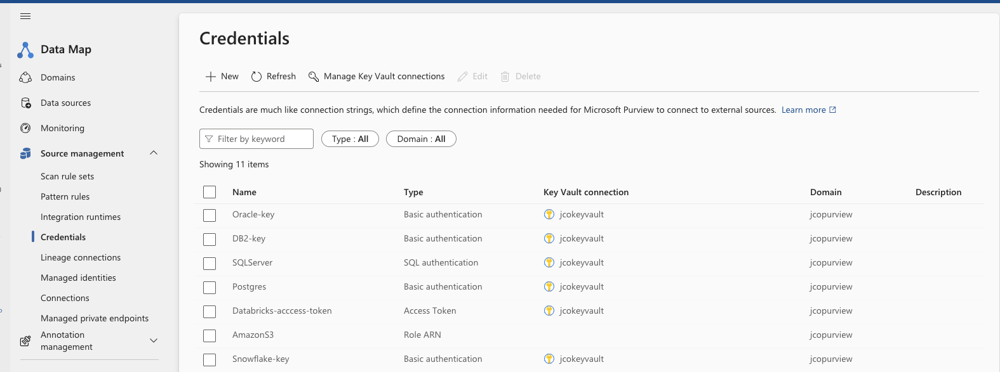 Data Map
Domains
Data sources
Monitoring
Source management
Scan rule sets
Pattern rules
Integration runtimes
Credentials
Lineage connections
Managed identities
Connections
Managed private endpoints
Annotation
management
Credentials
New Refresh Manage Key Vault connections Edit Delete
Credentials are much like connection strings, which define the connection information needed for Microsoft Purview to connect to external sources. Learn more
Filter by keyword Type : All Domain : All
Showing 11 items
Name Type Key Vault connection Domain Description
Oracle-key Basic authentication jcokeyvault jcopurview
DB2-key Basic authentication jcokeyvault jcopurview
SQLServer SQL authentication jcokeyvault jcopurview
Postgres Basic authentication jcokeyvault jcopurview
Databricks-acccess-token Access Token jcokeyvault jcopurview
AmazonS3 Role ARN jcopurview
Snowflake-key Basic authentication jcokeyvault jcopurview